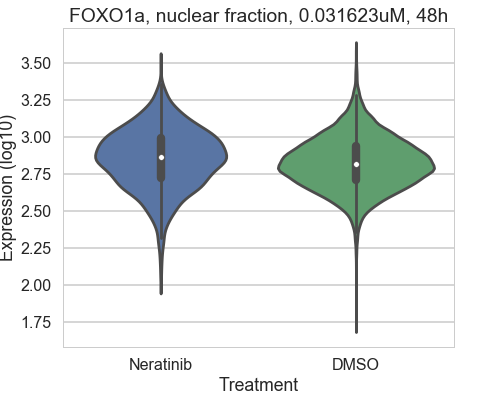 FOXO1a, nuclear fraction, 0.031623uM, 48h
Expression (log10)
3.50
3.25
3.00
2.75
2.50
2.25
2.00
1.75
Neratinib DMSO
Treatment